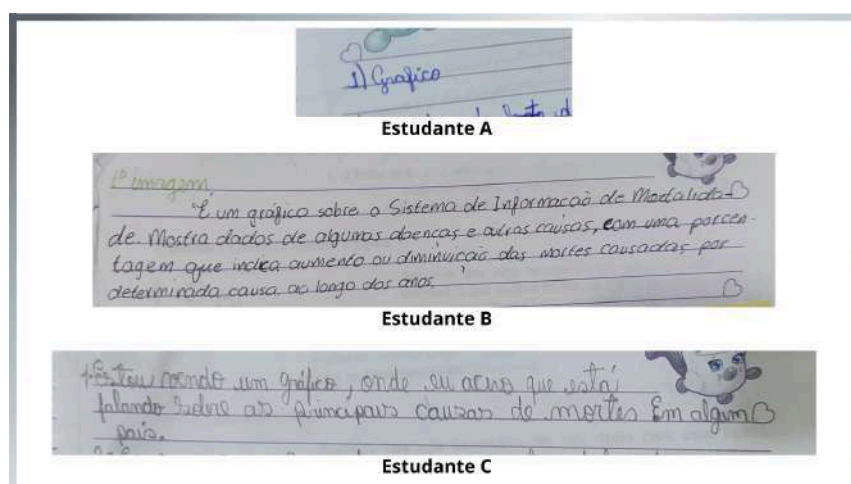 1) Grafico
Estudante A
1º imagem
É um gráfico sobre o Sistema de Informação de Mortalida-
de. Mostra dados de algumas doenças e outras causas, com uma porcen-
tagem que indica aumento ou diminuição das mortes causadas por
determinada causa ao longo dos anos.
Estudante B
1- Estou vendo um gráfico, onde eu acho que está
falando sobre as principais causas de mortes Em algum
país.
Estudante C